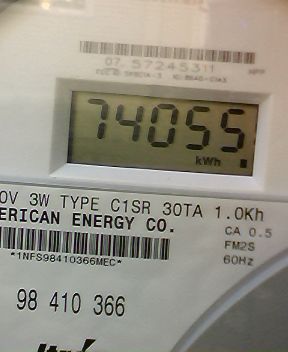 07 57245311
74055
kWh
0V 3W TYPE C1SR 30TA 1.0Kh
ERICAN ENERGY CO.
CA 0.5
FM2S
*1NFS98410366MEC*
60Hz
98 410 366